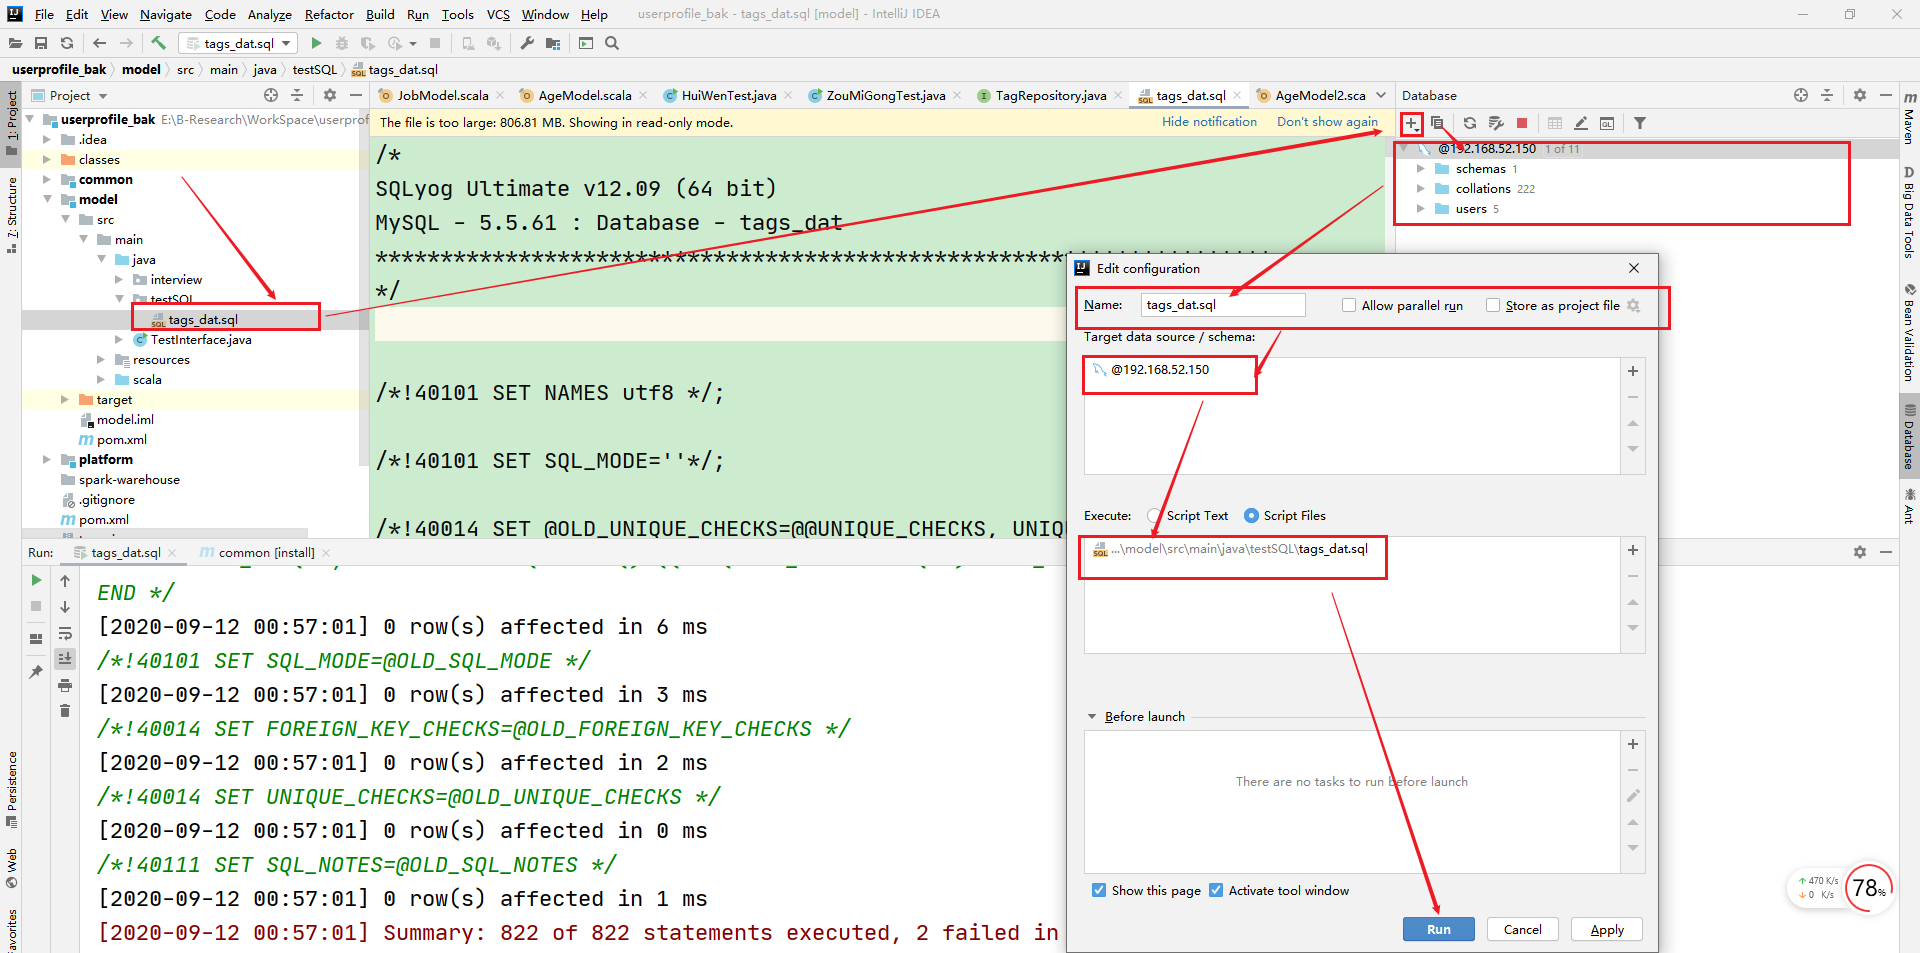 File Edit View Navigate Code Analyze Refactor Build Run Tools VCS Window Help userprofile_bak - tags_dat.sql [model] - IntelliJ IDEA
tags_dat.sql
userprofile_bak model src main java testSQL tags_dat.sql
1: Project
7: Structure
Persistence
Web
Project
userprofile_bak E:\B-Research\WorkSpace\userprof
.idea
classes
common
model
src
main
java
interview
testSQL
tags_dat.sql
TestInterface.java
resources
scala
target
model.iml
pom.xml
platform
spark-warehouse
.gitignore
pom.xml
JobModel.scala AgeModel.scala HuiWenTest.java ZouMiGongTest.java TagRepository.java tags_dat.sql AgeModel2.sca
The file is too large: 806.81 MB. Showing in read-only mode. Hide notification Don't show again
/*
SQLyog Ultimate v12.09 (64 bit)
MySQL - 5.5.61 : Database - tags_dat
*/
/*!40101 SET NAMES utf8 */;
/*!40101 SET SQL_MODE=''*/;
/*!40014 SET @OLD_UNIQUE_CHECKS=@@UNIQUE_CHECKS, UNIQU
Database
@192.168.52.150 1 of 11
schemas 1
collations 222
users 5
Maven
Big Data Tools
Bean Validation
Database
Ant
Edit configuration
Name: tags_dat.sql Allow parallel run Store as project file
Target data source / schema:
@192.168.52.150
Execute: Script Text Script Files
...\model\src\main\java\testSQL\tags_dat.sql
Before launch
There are no tasks to run before launch
Show this page Activate tool window
Run Cancel Apply
Run: tags_dat.sql common [install]
END */
[2020-09-12 00:57:01] 0 row(s) affected in 6 ms
/*!40101 SET SQL_MODE=@OLD_SQL_MODE */
[2020-09-12 00:57:01] 0 row(s) affected in 3 ms
/*!40014 SET FOREIGN_KEY_CHECKS=@OLD_FOREIGN_KEY_CHECKS */
[2020-09-12 00:57:01] 0 row(s) affected in 2 ms
/*!40014 SET UNIQUE_CHECKS=@OLD_UNIQUE_CHECKS */
[2020-09-12 00:57:01] 0 row(s) affected in 0 ms
/*!40111 SET SQL_NOTES=@OLD_SQL_NOTES */
[2020-09-12 00:57:01] 0 row(s) affected in 1 ms
[2020-09-12 00:57:01] Summary: 822 of 822 statements executed, 2 failed in
470 K/s
0 K/s
78%